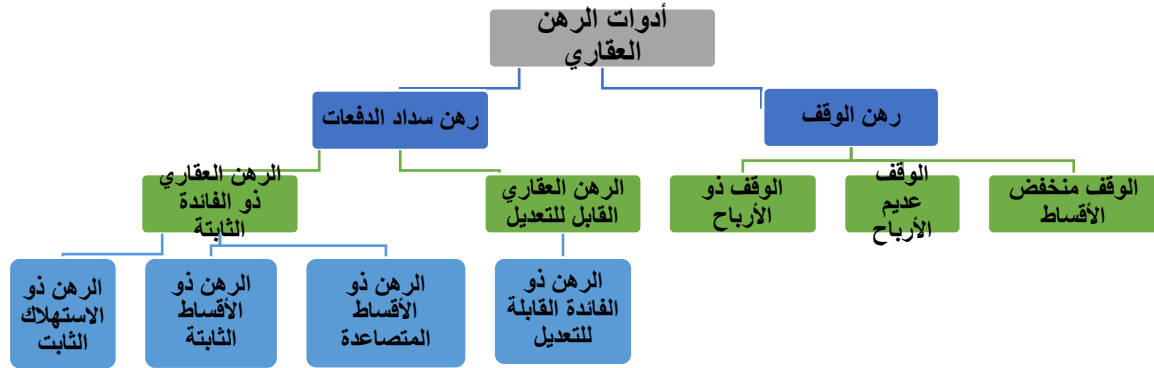 أدوات الرهن
العقاري
رهن الوقف
رهن سداد الدفعات
الوقف منخفض
الأقساط
الوقف
عديم
الأرباح
الوقف ذو
الأرباح
الرهن العقاري
القابل للتعديل
الرهن العقاري
ذو الفائدة
الثابتة
الرهن ذو
الفائدة القابلة
للتعديل
الرهن ذو
الأقساط
المتصاعدة
الرهن ذو
الأقساط
الثابتة
الرهن ذو
الاستهلاك
الثابت